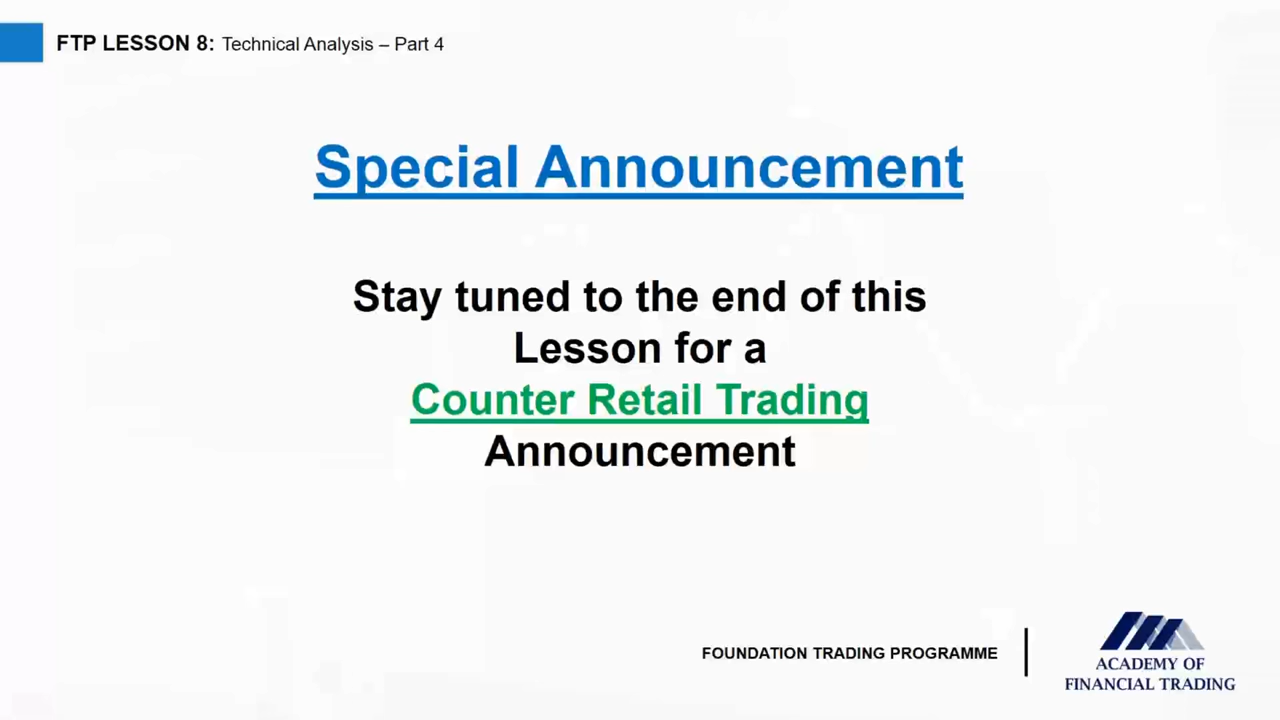 FTP LESSON 8: Technical Analysis – Part 4
Special Announcement
Stay tuned to the end of this
Lesson for a
Counter Retail Trading
Announcement
FOUNDATION TRADING PROGRAMME
ACADEMY OF
FINANCIAL TRADING